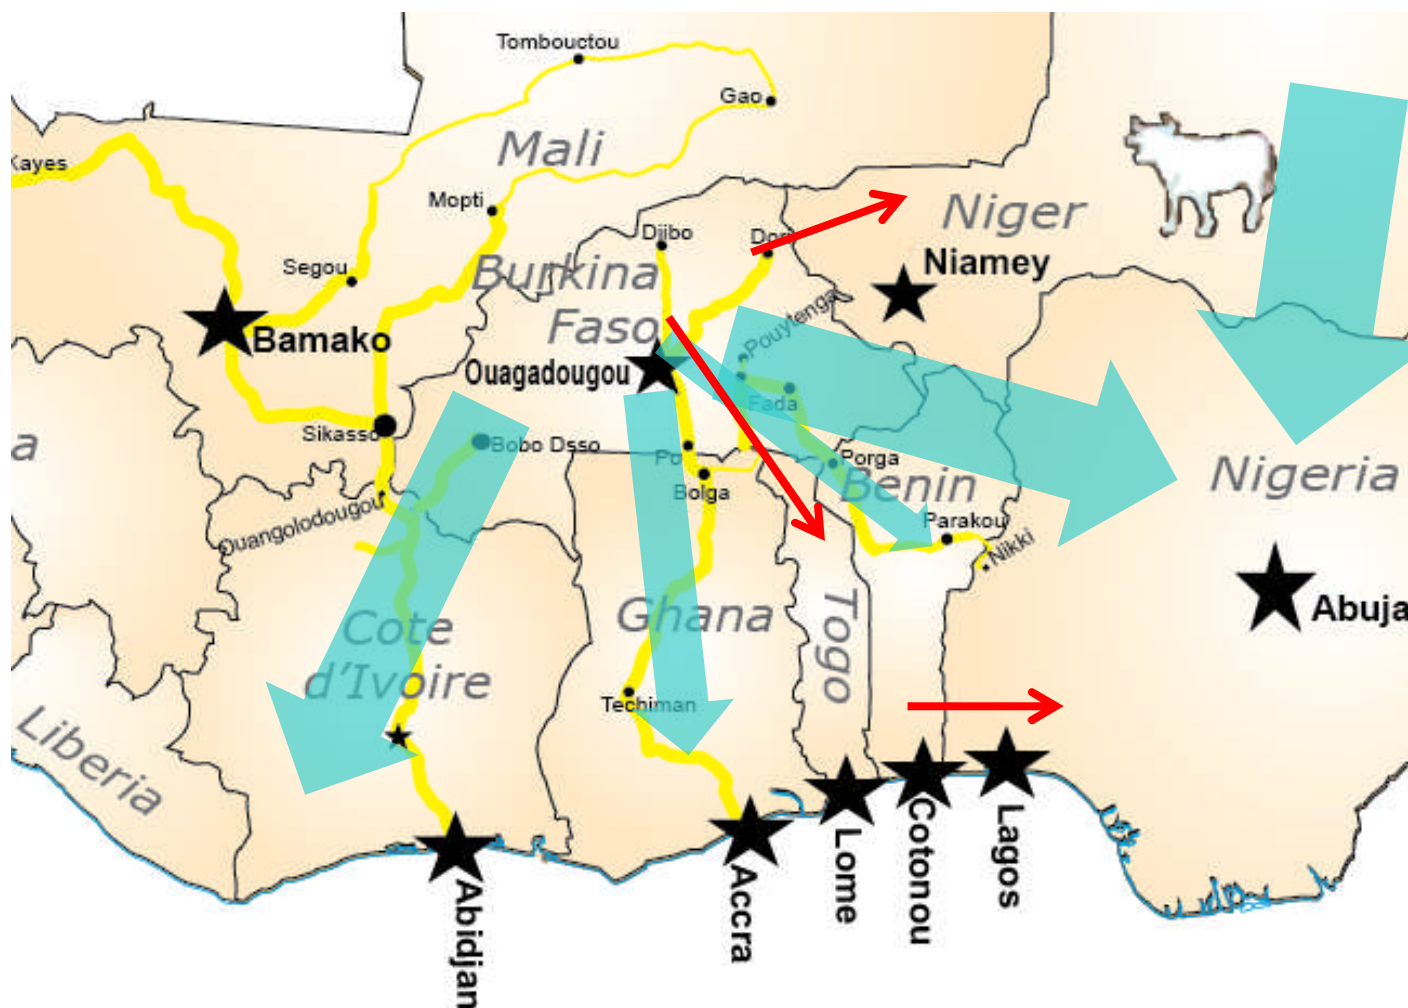 Tombouctou
Gao
Mali
Kayes
Mopti
Niger
Djibo
Dori
Niamey
Segou
Burkina
Faso
Pouytenga
Bamako
Ouagadougou
Fada
Sikasso
Bobo Dsso
Po
Porga
a
Nigeria
Bolga
Benin
Ouangolodougou
Parakou
Nikki
Abuja
Cote
d'Ivoire
Ghana
Togo
Techiman
Liberia
Abidjan
Accra
Lome
Cotonou
Lagos